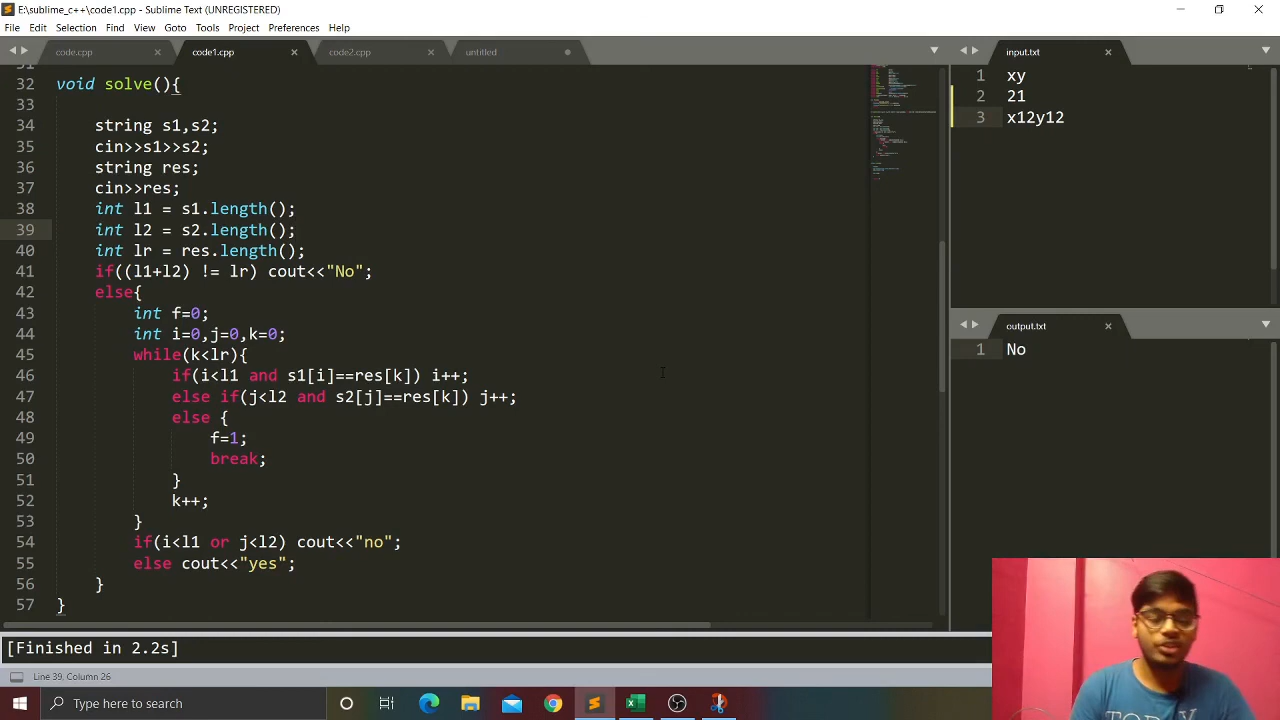 E:\sublime_c++\code1.cpp - Sublime Text (UNREGISTERED)
File Edit Selection Find View Goto Tools Project Preferences Help
code.cpp code1.cpp code2.cpp untitled
input.txt
32 void solve(){
33
34 string s1,s2;
35 cin>>s1>>s2;
36 string res;
37 cin>>res;
38 int l1 = s1.length();
39 int l2 = s2.length();
40 int lr = res.length();
41 if((l1+l2) != lr) cout<<"No";
42 else{
43 int f=0;
44 int i=0,j=0,k=0;
45 while(k<lr){
46 if(i<l1 and s1[i]==res[k]) i++;
47 else if(j<l2 and s2[j]==res[k]) j++;
48 else {
49 f=1;
50 break;
51 }
52 k++;
53 }
54 if(i<l1 or j<l2) cout<<"no";
55 else cout<<"yes";
56 }
57 }
1 xy
2 21
3 x12y12
output.txt
1 No
[Finished in 2.2s]
Line 39, Column 26
Type here to search
TODAY